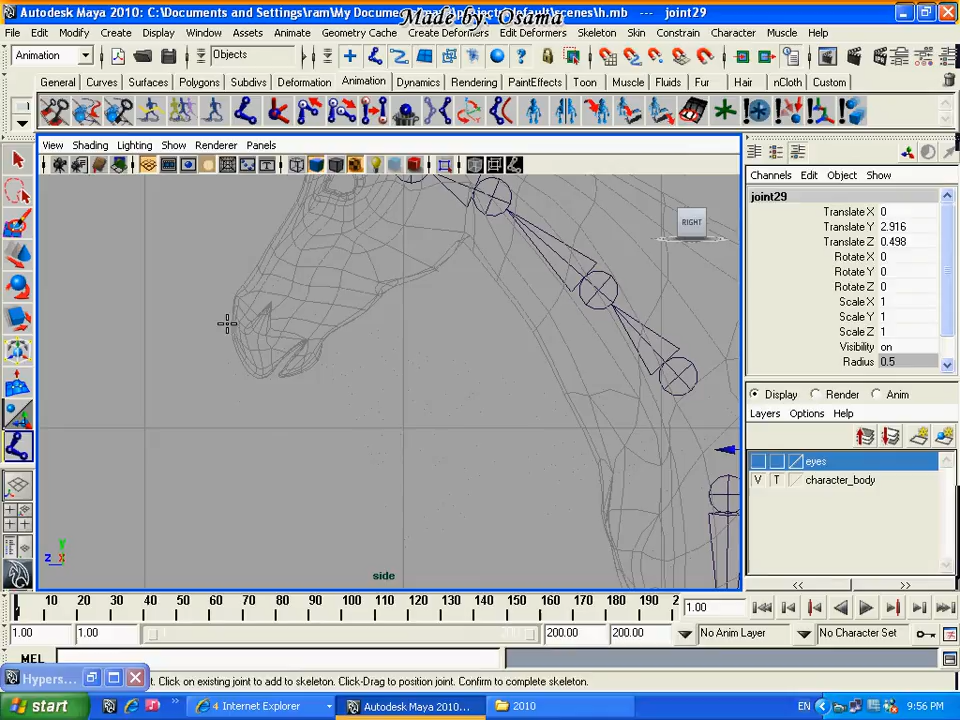 Autodesk Maya 2010: C:\Documents and Settings\ram\My Docume
scenes\h.mb --- joint29
Made by: Osama
File Edit Modify Create Display Window Assets Animate Geometry Cache Create Deformers Edit Deformers Skeleton Skin Constrain Character Muscle Help
Animation Objects
General Curves Surfaces Subdivs Polygons Deformation Animation Dynamics Rendering PaintEffects Toon Muscle Fluids Fur Hair nCloth Custom
View Shading Lighting Show Renderer Panels
Channels Edit Object Show
joint29
Translate X 0
Translate Y 2.916
Translate Z 0.498
Rotate X 0
Rotate Y 0
Rotate Z 0
Scale X 1
Scale Y 1
Scale Z 1
Visibility on
Radius 0.5
RIGHT
Display Render Anim
Layers Options Help
eyes
V T character_body
y
z x
side
<< >>
10 20 30 40 50 60 70 80 90 100 110 120 130 140 150 160 170 180 190 2
1.00
1.00 1.00 200.00 200.00 No Anim Layer No Character Set
MEL
Hypers...
t. Click on existing joint to add to skeleton. Click-Drag to position joint. Confirm to complete skeleton.
start 4 Internet Explorer Autodesk Maya 2010... 2010 EN 9:56 PM